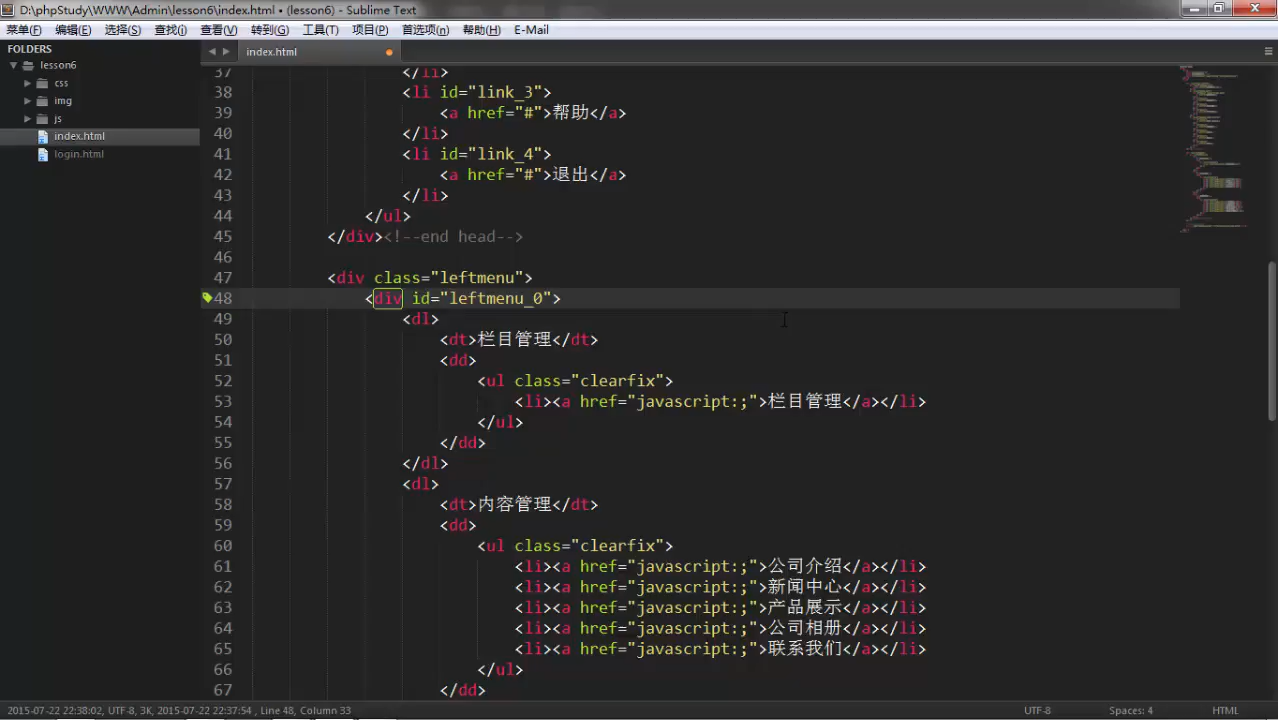 D:\phpStudy\WWW\Admin\lesson6\index.html • (lesson6) - Sublime Text
菜单(F) 编辑(E) 选择(S) 查找(i) 查看(V) 转到(G) 工具(T) 项目(P) 首选项(n) 帮助(H) E-Mail
FOLDERS
lesson6
css
img
js
index.html
login.html
index.html
37 </li>
38 <li id="link_3">
39 <a href="#">帮助</a>
40 </li>
41 <li id="link_4">
42 <a href="#">退出</a>
43 </li>
44 </ul>
45 </div><!--end head-->
46
47 <div class="leftmenu">
48 <div id="leftmenu_0">
49 <dl>
50 <dt>栏目管理</dt>
51 <dd>
52 <ul class="clearfix">
53 <li><a href="javascript:;">栏目管理</a></li>
54 </ul>
55 </dd>
56 </dl>
57 <dl>
58 <dt>内容管理</dt>
59 <dd>
60 <ul class="clearfix">
61 <li><a href="javascript:;">公司介绍</a></li>
62 <li><a href="javascript:;">新闻中心</a></li>
63 <li><a href="javascript:;">产品展示</a></li>
64 <li><a href="javascript:;">公司相册</a></li>
65 <li><a href="javascript:;">联系我们</a></li>
66 </ul>
67 </dd>
2015-07-22 22:38:02, UTF-8, 3K, 2015-07-22 22:37:54 , Line 48, Column 33 UTF-8 Spaces: 4 HTML